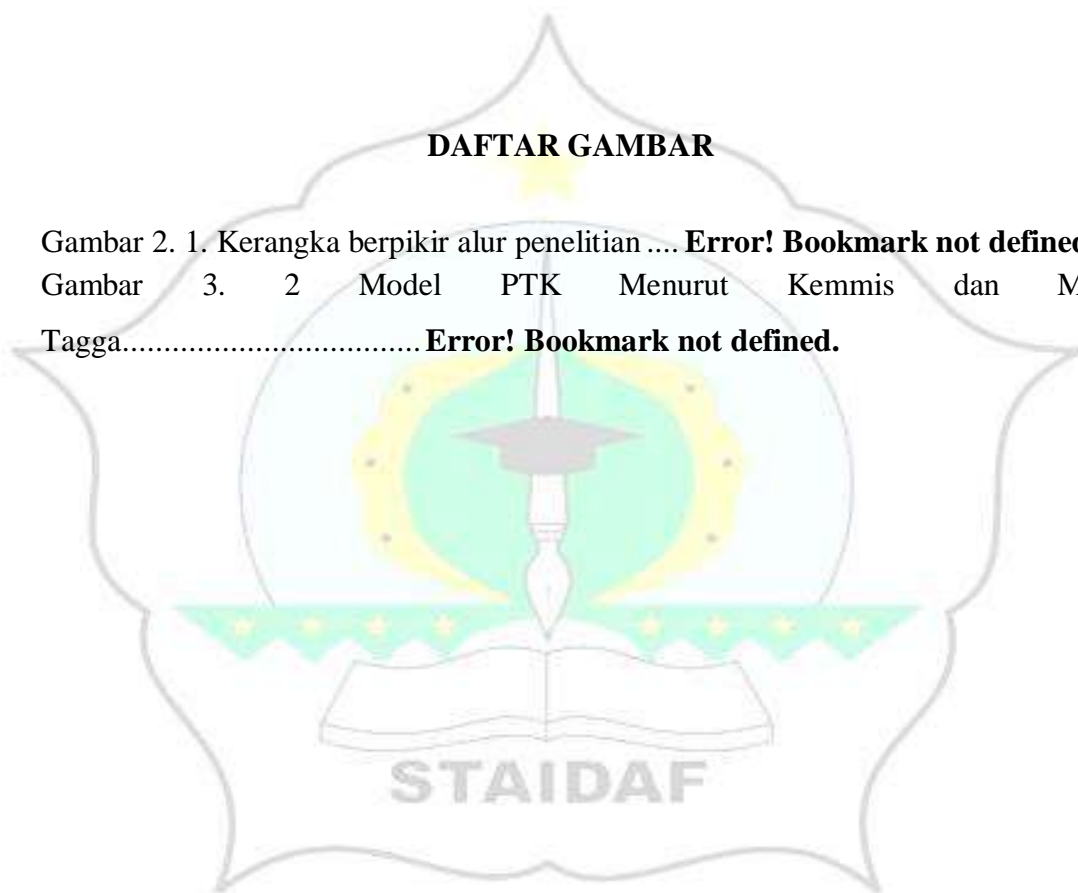 DAFTAR GAMBAR
Gambar 2. 1. Kerangka berpikir alur penelitian .... Error! Bookmark not defined
Gambar 3. 2 Model PTK Menurut Kemmis dan M
Tagga.................................. Error! Bookmark not defined.
STAIDAF